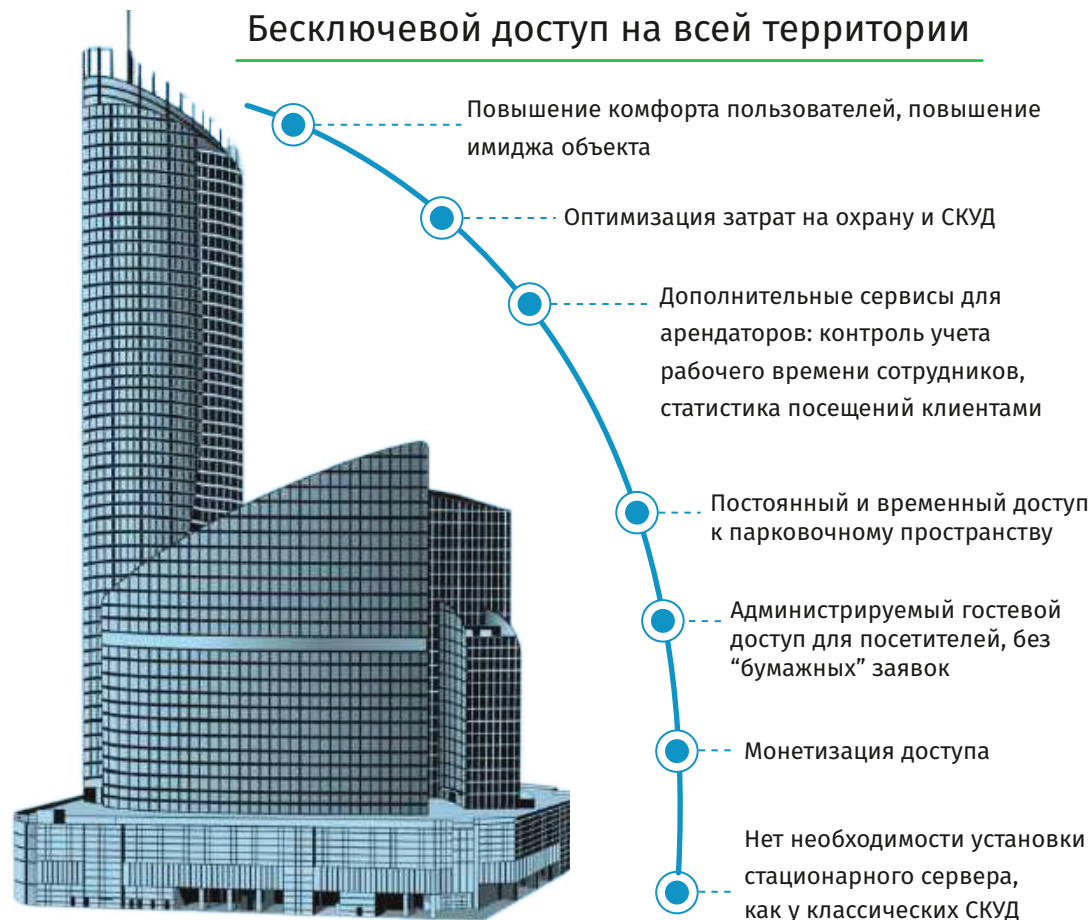 Бесключевой доступ на всей территории
Повышение комфорта пользователей, повышение
имиджа объекта
Оптимизация затрат на охрану и СКУД
Дополнительные сервисы для
арендаторов: контроль учета
рабочего времени сотрудников,
статистика посещений клиентами
Постоянный и временный доступ
к парковочному пространству
Администрируемый гостевой
доступ для посетителей, без
“бумажных” заявок
Монетизация доступа
Нет необходимости установки
стационарного сервера,
как у классических СКУД